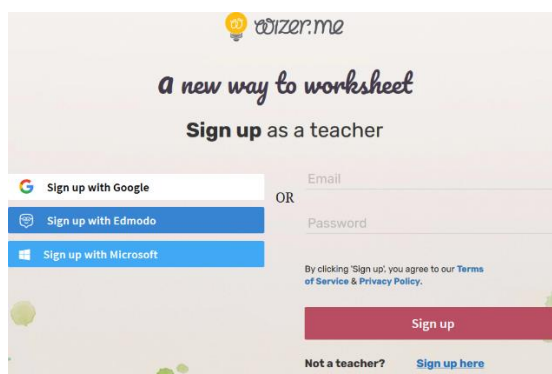 wizer.me
a new way to worksheet
Sign up as a teacher
Sign up with Google
Sign up with Edmodo
Sign up with Microsoft
OR
Email
Password
By clicking 'Sign up', you agree to our Terms
of Service & Privacy Policy.
Sign up
Not a teacher? Sign up here